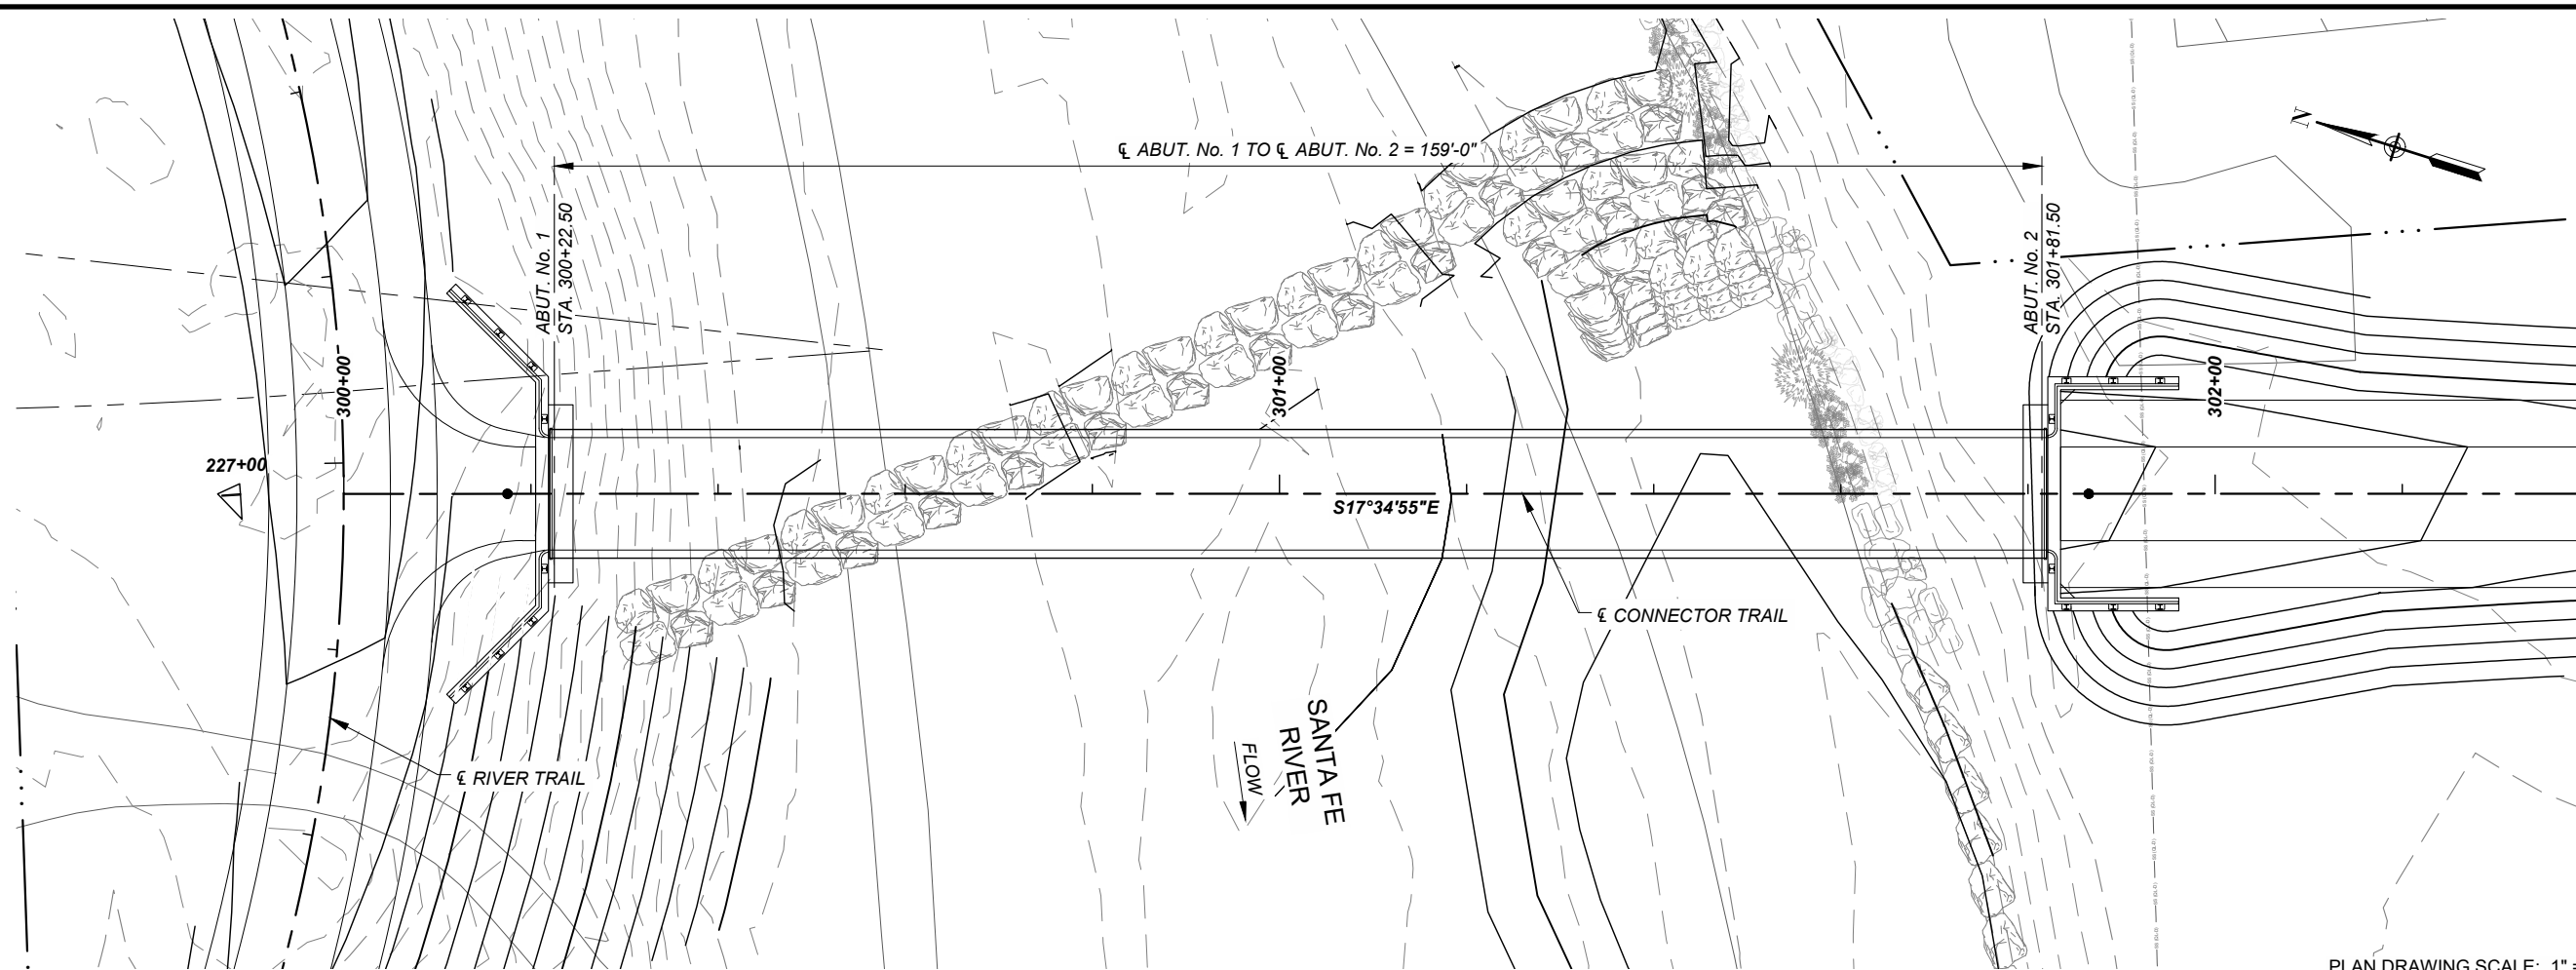 N
℄ ABUT. No. 1 TO ℄ ABUT. No. 2 = 159'-0"
ABUT. No. 1
STA. 300+22.50
ABUT. No. 2
STA. 301+81.50
300+00
301+00
302+00
227+00
S17°34'55"E
℄ CONNECTOR TRAIL
SANTA FE
RIVER
FLOW
℄ RIVER TRAIL
PLAN DRAWING SCALE: 1" =